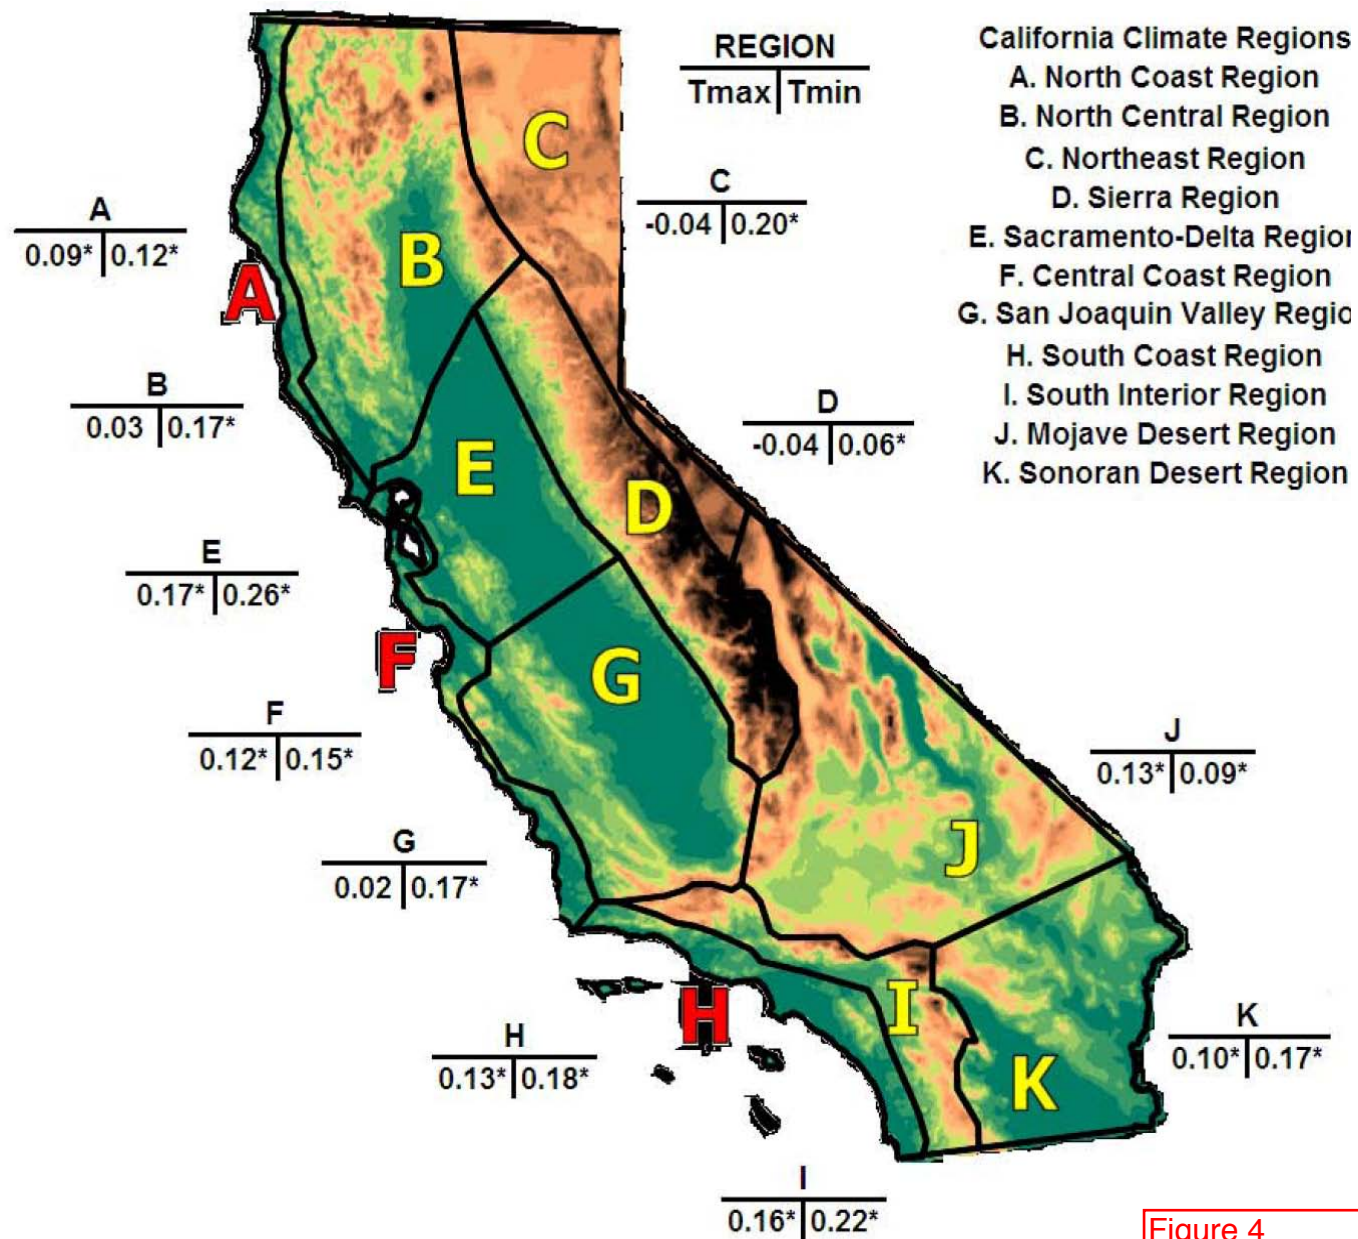 REGION
Tmax Tmin
California Climate Regions
A. North Coast Region
B. North Central Region
C. Northeast Region
D. Sierra Region
E. Sacramento-Delta Region
F. Central Coast Region
G. San Joaquin Valley Regio
H. South Coast Region
I. South Interior Region
J. Mojave Desert Region
K. Sonoran Desert Region
C
C
-0.04 0.20*
A
0.09* 0.12*
B
A
B
0.03 0.17*
D
-0.04 0.06*
E
D
E
0.17* 0.26*
F
G
F
0.12* 0.15*
J
0.13* 0.09*
G
0.02 0.17*
J
I
H
H
0.13* 0.18*
K
K
0.10* 0.17*
I
0.16* 0.22*
Figure 4